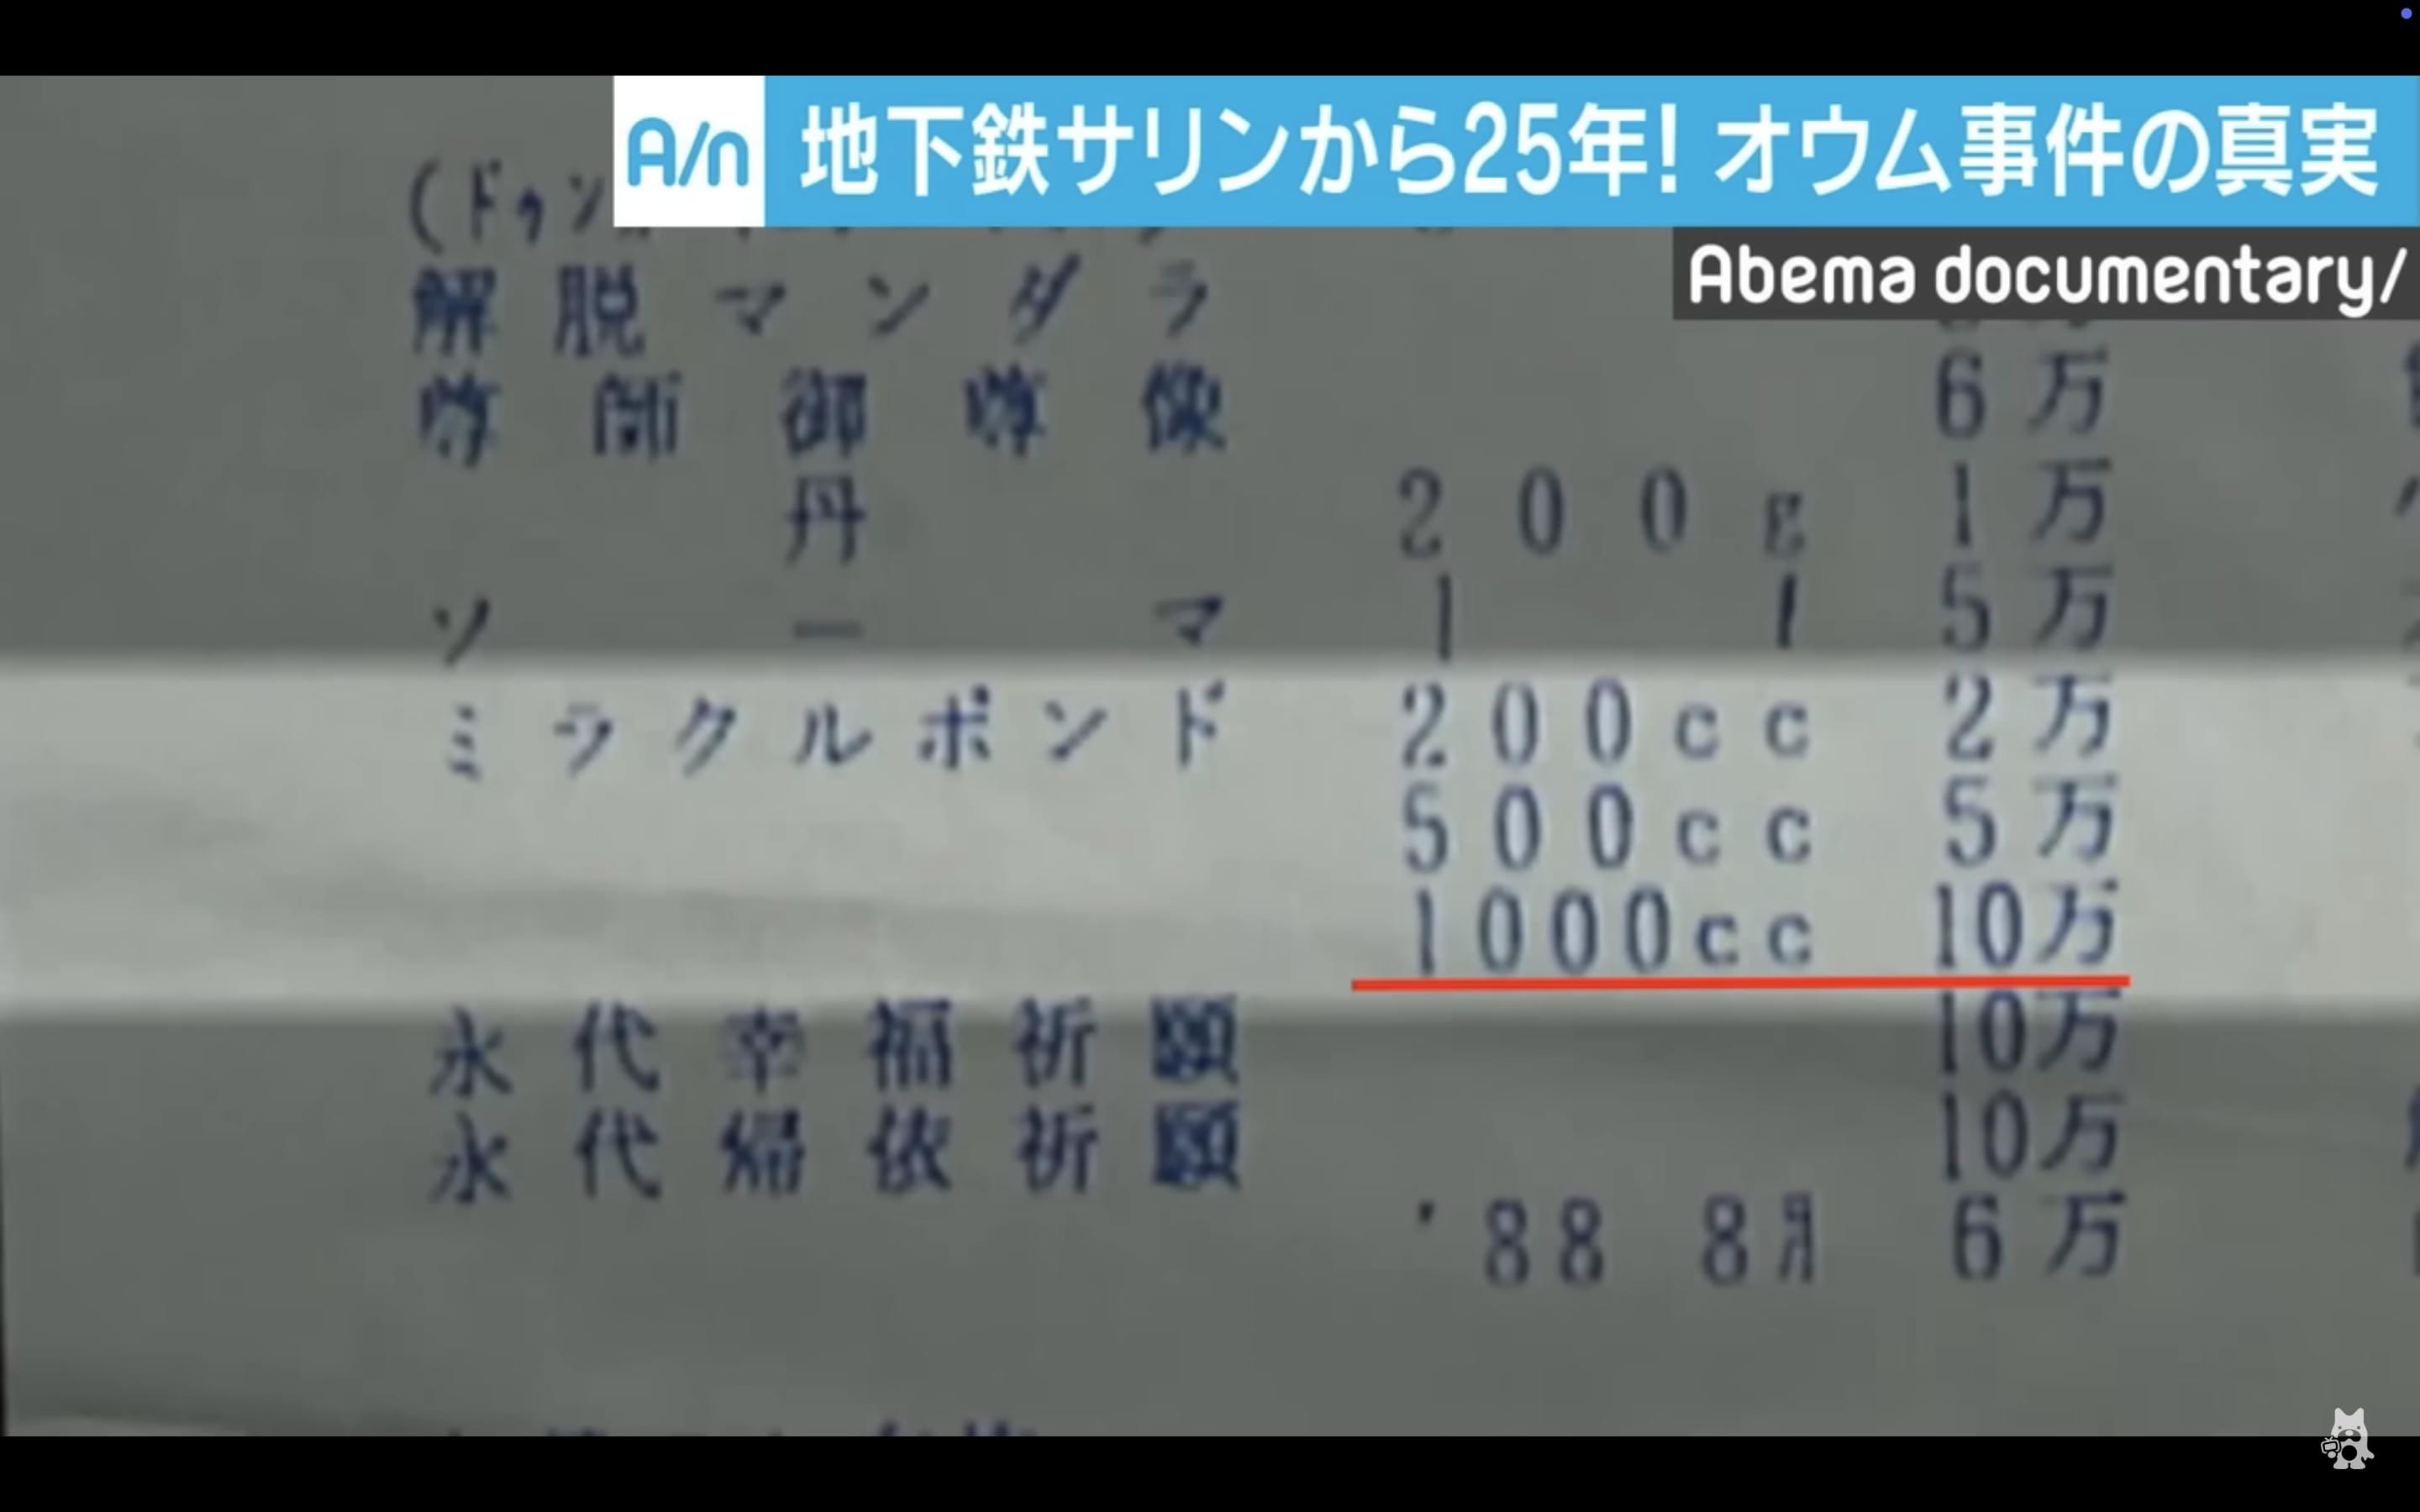 A/n 地下鉄サリンから25年! オウム事件の真実
Abema documentary/
(ドゥン
解脱マンダラ
尊師御尊像 6万
丹 200g 1万
ソーマ 1 l 5万
ミラクルポンド 200cc 2万
500cc 5万
1000cc 10万
永代幸福祈願 10万
永代帰依祈願 10万
'88 8月 6万